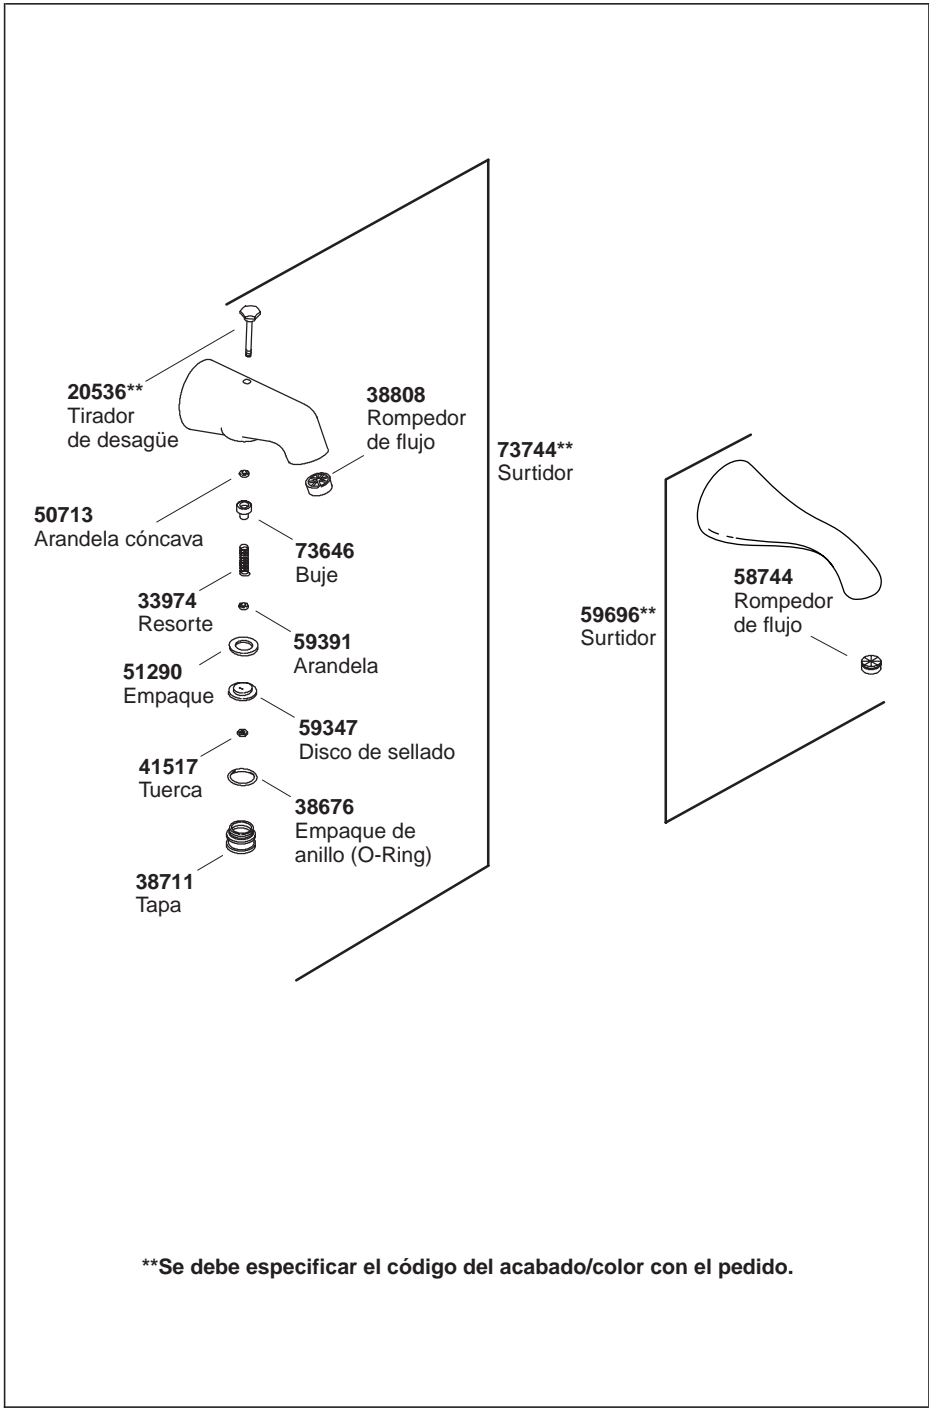 20536**
Tirador
de desagüe
38808
Rompedor
de flujo
73744**
Surtidor
50713
Arandela cóncava
73646
Buje
33974
Resorte
59391
Arandela
51290
Empaque
59347
Disco de sellado
41517
Tuerca
38676
Empaque de
anillo (O-Ring)
38711
Tapa
58744
Rompedor
de flujo
59696**
Surtidor
**Se debe especificar el código del acabado/color con el pedido.